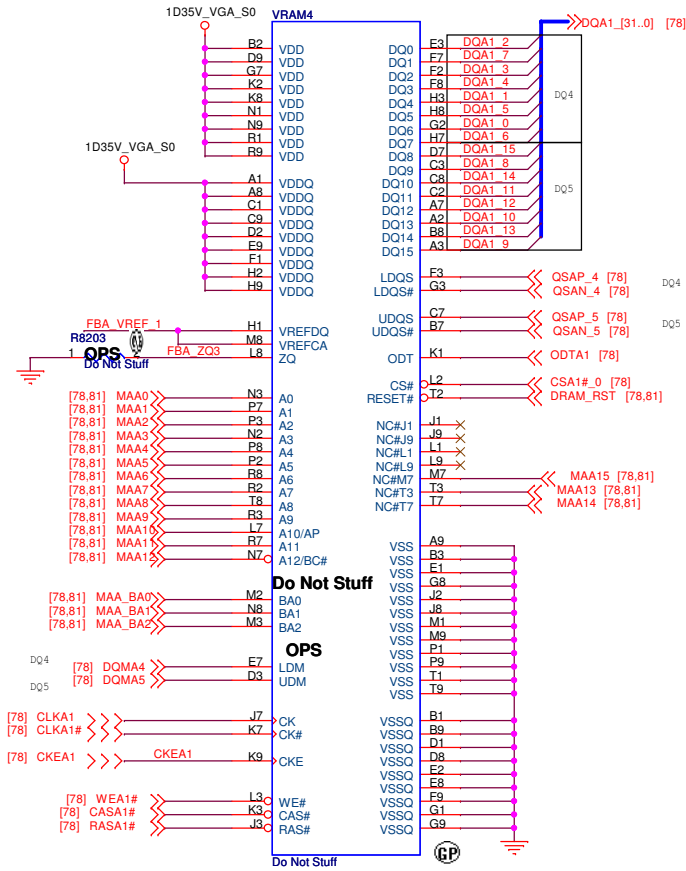 1D35V_VGA_S0
VRAM4
DQA1_[31..0] [78]
B2 VDD DQ0 E3 DQA1_2
D9 VDD DQ1 F7 DQA1_7
G7 VDD DQ2 F2 DQA1_3
K2 VDD DQ3 F8 DQA1_4
K8 VDD DQ4 H3 DQA1_1 DQ4
N1 VDD DQ5 H8 DQA1_5
N9 VDD DQ6 G2 DQA1_0
R1 VDD DQ7 H7 DQA1_6
R9 VDD DQ8 D7 DQA1_15
1D35V_VGA_S0
DQ9 C3 DQA1_8
A1 VDDQ DQ10 C8 DQA1_14
A8 VDDQ DQ11 C2 DQA1_11 DQ5
C1 VDDQ DQ12 A7 DQA1_12
C9 VDDQ DQ13 A2 DQA1_10
D2 VDDQ DQ14 B8 DQA1_13
E9 VDDQ DQ15 A3 DQA1_9
F1 VDDQ
H2 VDDQ LDQS F3 QSAP_4 [78] DQ4
H9 VDDQ LDQS# G3 QSAN_4 [78]
UDQS C7 QSAP_5 [78] DQ5
FBA_VREF_1 H1 VREFDQ UDQS# B7 QSAN_5 [78]
R8203
M8 VREFCA
1 OPS 2 FBA_ZQ3 L8 ZQ ODT K1 ODTA1 [78]
Do Not Stuff
CS# L2 CSA1#_0 [78]
[78,81] MAA0 N3 A0 RESET# T2 DRAM_RST [78,81]
[78,81] MAA1 P7 A1
[78,81] MAA2 P3 A2 NC#J1 J1
[78,81] MAA3 N2 A3 NC#J9 J9
[78,81] MAA4 P8 A4 NC#L1 L1
[78,81] MAA5 P2 A5 NC#L9 L9
[78,81] MAA6 R8 A6 NC#M7 M7 MAA15 [78,81]
[78,81] MAA7 R2 A7 NC#T3 T3 MAA13 [78,81]
[78,81] MAA8 T8 A8 NC#T7 T7 MAA14 [78,81]
[78,81] MAA9 R3 A9
[78,81] MAA10 L7 A10/AP
[78,81] MAA11 R7 A11 VSS A9
[78,81] MAA12 N7 A12/BC# VSS B3
VSS E1
Do Not Stuff
VSS G8
[78,81] MAA_BA0 M2 BA0 VSS J2
[78,81] MAA_BA1 N8 BA1 VSS J8
[78,81] MAA_BA2 M3 BA2 VSS M1
VSS M9
OPS
VSS P1
DQ4 [78] DQMA4 E7 LDM VSS P9
DQ5 [78] DQMA5 D3 UDM VSS T1
VSS T9
[78] CLKA1 J7 CK VSSQ B1
[78] CLKA1# K7 CK# VSSQ B9
VSSQ D1
[78] CKEA1 CKEA1 K9 CKE VSSQ D8
VSSQ E2
VSSQ E8
[78] WEA1# L3 WE# VSSQ F9
[78] CASA1# K3 CAS# VSSQ G1
[78] RASA1# J3 RAS# VSSQ G9
Do Not Stuff
GP